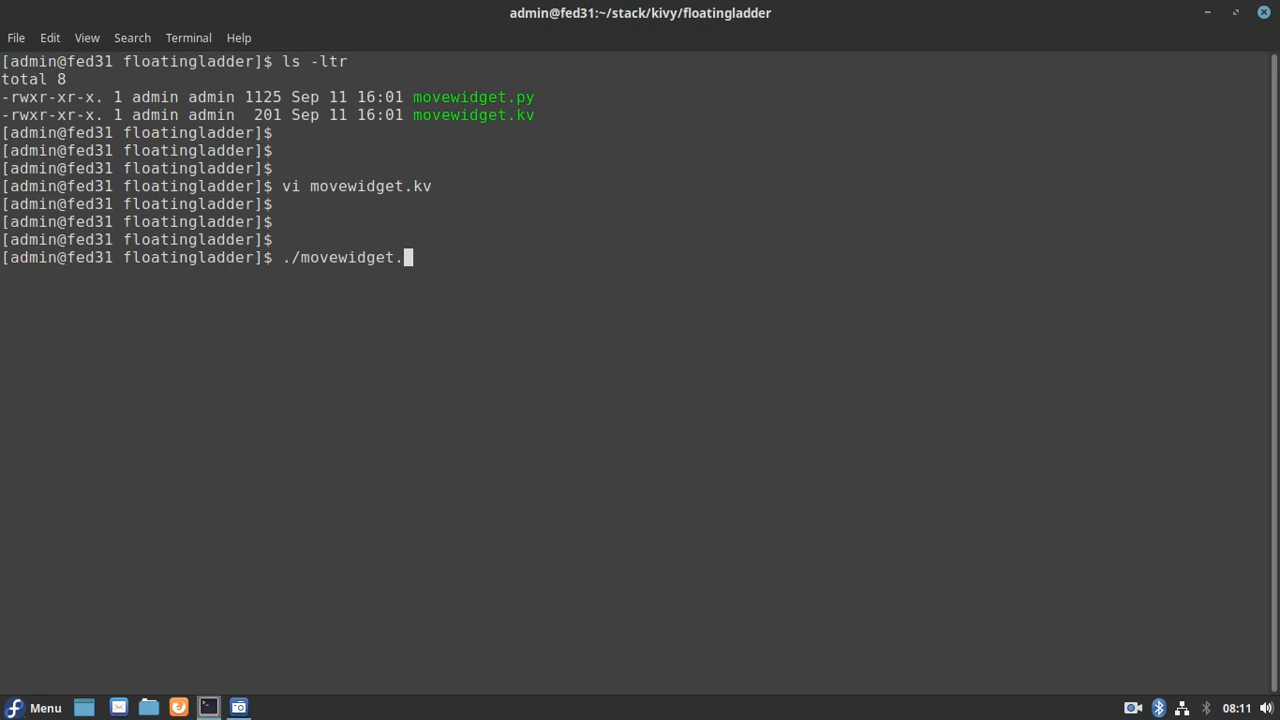 admin@fed31:~/stack/kivy/floatingladder
File Edit View Search Terminal Help
[admin@fed31 floatingladder]$ ls -ltr
total 8
-rwxr-xr-x. 1 admin admin 1125 Sep 11 16:01 movewidget.py
-rwxr-xr-x. 1 admin admin  201 Sep 11 16:01 movewidget.kv
[admin@fed31 floatingladder]$
[admin@fed31 floatingladder]$
[admin@fed31 floatingladder]$
[admin@fed31 floatingladder]$ vi movewidget.kv
[admin@fed31 floatingladder]$
[admin@fed31 floatingladder]$
[admin@fed31 floatingladder]$
[admin@fed31 floatingladder]$ ./movewidget.
Menu 08:11